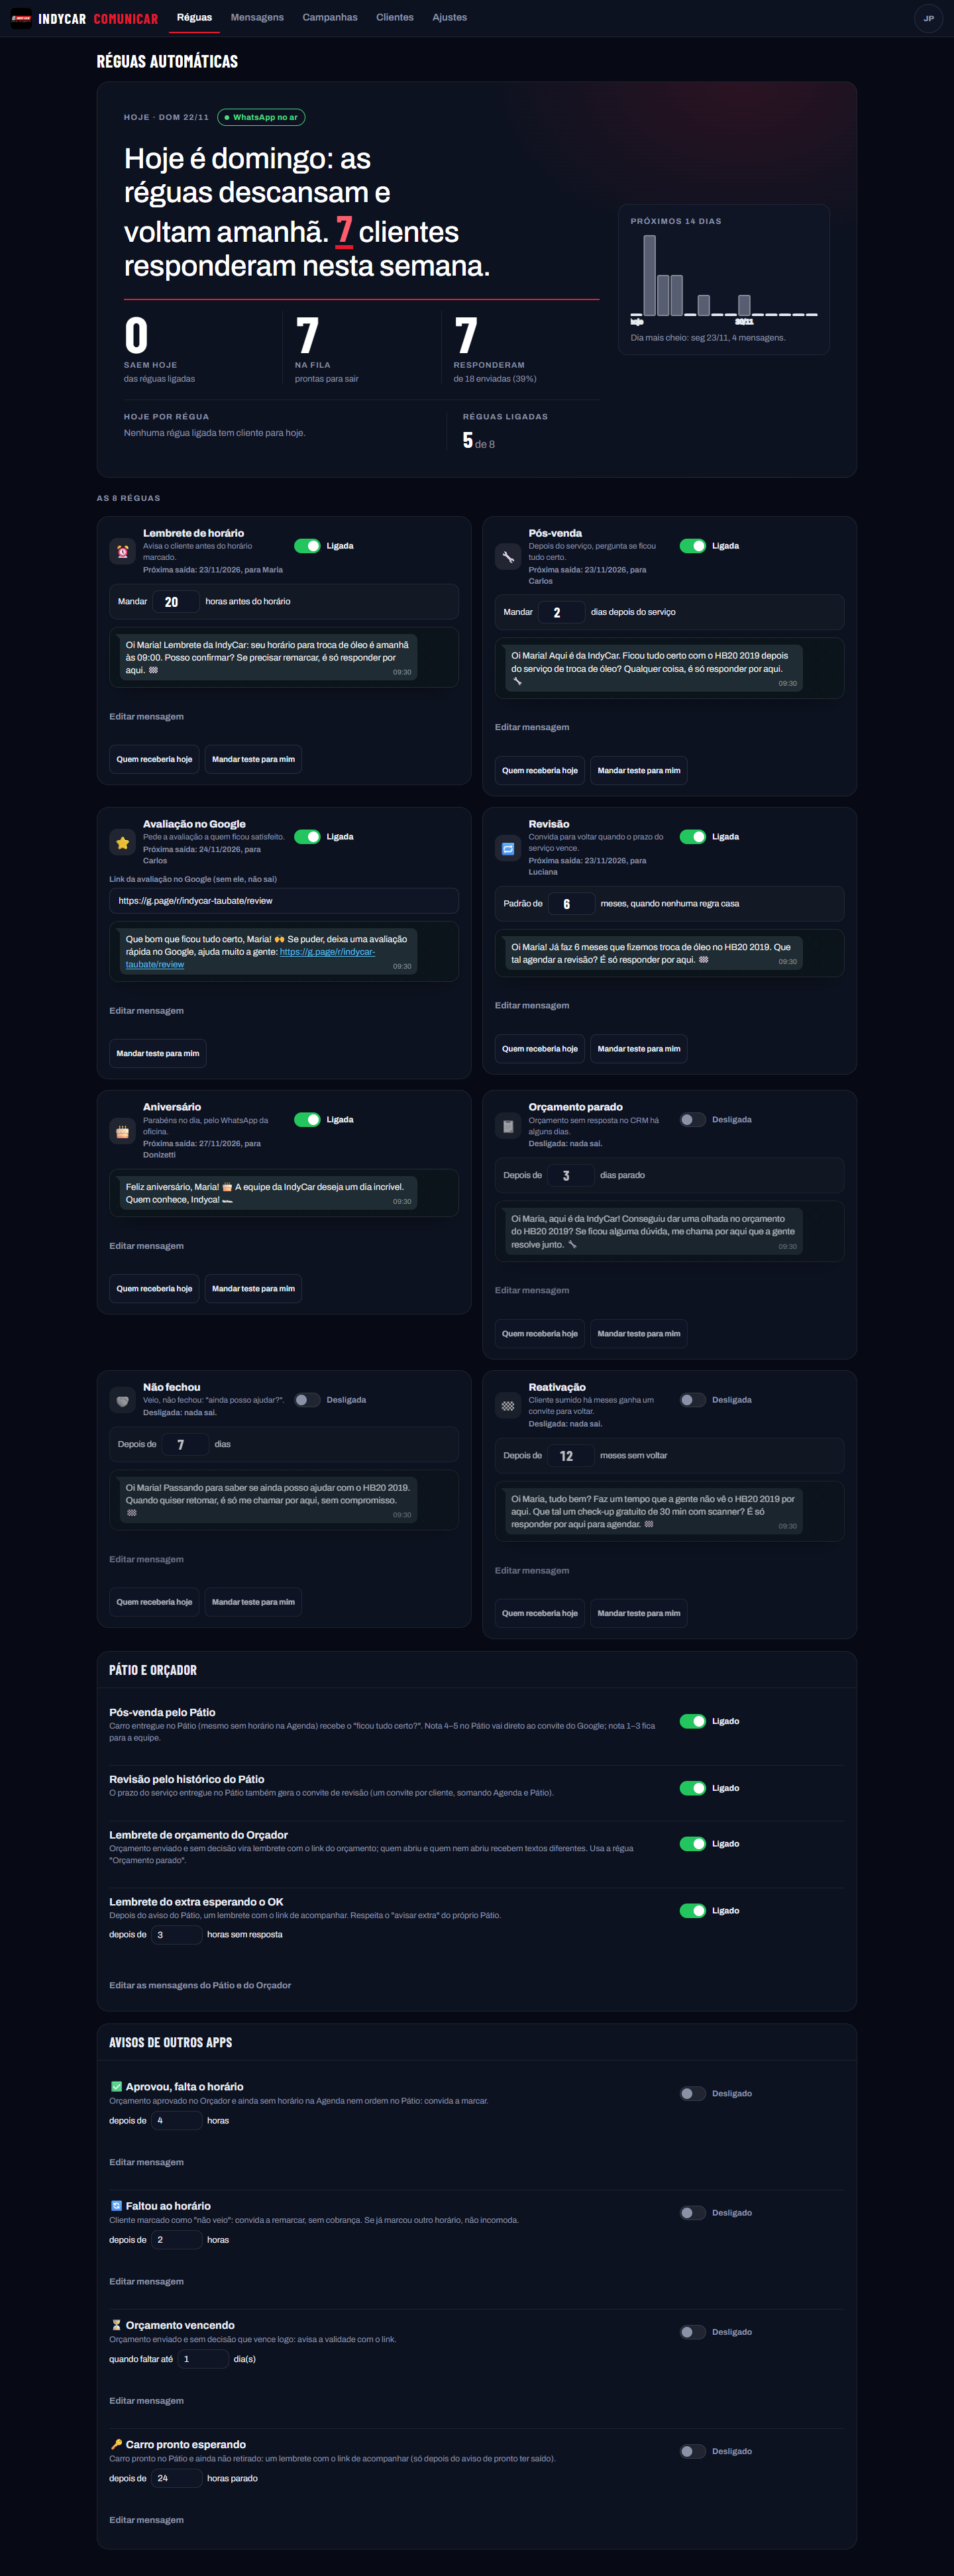 INDYCAR COMUNICAR
Réguas
Mensagens
Campanhas
Clientes
Ajustes
JP
RÉGUAS AUTOMÁTICAS
HOJE · DOM 22/11
WhatsApp no ar
Hoje é domingo: as
réguas descansam e
voltam amanhã. 7 clientes
responderam nesta semana.
0
SAEM HOJE
das réguas ligadas
7
NA FILA
prontas para sair
7
RESPONDERAM
de 18 enviadas (39%)
HOJE POR RÉGUA
Nenhuma régua ligada tem cliente para hoje.
RÉGUAS LIGADAS
5 de 8
PRÓXIMOS 14 DIAS
hoje
30/11
Dia mais cheio: seg 23/11, 4 mensagens.
AS 8 RÉGUAS
Lembrete de horário
Avisa o cliente antes do horário
marcado.
Próxima saída: 23/11/2026, para Maria
Ligada
Mandar 20 horas antes do horário
Oi Maria! Lembrete da IndyCar: seu horário para troca de óleo é amanhã
às 09:00. Posso confirmar? Se precisar remarcar, é só responder por
aqui. 🏁
09:30
Editar mensagem
Quem receberia hoje
Mandar teste para mim
Pós-venda
Depois do serviço, pergunta se ficou
tudo certo.
Próxima saída: 23/11/2026, para
Carlos
Ligada
Mandar 2 dias depois do serviço
Oi Maria! Aqui é da IndyCar. Ficou tudo certo com o HB20 2019 depois
do serviço de troca de óleo? Qualquer coisa, é só responder por aqui.
🔧
09:30
Editar mensagem
Quem receberia hoje
Mandar teste para mim
Avaliação no Google
Pede a avaliação a quem ficou satisfeito.
Próxima saída: 24/11/2026, para
Carlos
Ligada
Link da avaliação no Google (sem ele, não sai)
https://g.page/r/indycar-taubate/review
Que bom que ficou tudo certo, Maria! 🙌 Se puder, deixa uma avaliação
rápida no Google, ajuda muito a gente: https://g.page/r/indycar-
taubate/review
09:30
Editar mensagem
Mandar teste para mim
Revisão
Convida para voltar quando o prazo do
serviço vence.
Próxima saída: 23/11/2026, para
Luciana
Ligada
Padrão de 6 meses, quando nenhuma regra casa
Oi Maria! Já faz 6 meses que fizemos troca de óleo no HB20 2019. Que
tal agendar a revisão? É só responder por aqui. 🏁
09:30
Editar mensagem
Quem receberia hoje
Mandar teste para mim
Aniversário
Parabéns no dia, pelo WhatsApp da
oficina.
Próxima saída: 27/11/2026, para
Donizetti
Ligada
Feliz aniversário, Maria! 🎂 A equipe da IndyCar deseja um dia incrível.
Quem conhece, Indyca! 🏎️
09:30
Editar mensagem
Quem receberia hoje
Mandar teste para mim
Orçamento parado
Orçamento sem resposta no CRM há
alguns dias.
Desligada: nada sai.
Desligada
Depois de 3 dias parado
Oi Maria, aqui é da IndyCar! Conseguiu dar uma olhada no orçamento
do HB20 2019? Se ficou alguma dúvida, me chama por aqui que a gente
resolve junto. 🔧
09:30
Editar mensagem
Quem receberia hoje
Mandar teste para mim
Não fechou
Veio, não fechou: "ainda posso ajudar?".
Desligada: nada sai.
Desligada
Depois de 7 dias
Oi Maria! Passando para saber se ainda posso ajudar com o HB20 2019.
Quando quiser retomar, é só me chamar por aqui, sem compromisso.
🏁
09:30
Editar mensagem
Quem receberia hoje
Mandar teste para mim
Reativação
Cliente sumido há meses ganha um
convite para voltar.
Desligada: nada sai.
Desligada
Depois de 12 meses sem voltar
Oi Maria, tudo bem? Faz um tempo que a gente não vê o HB20 2019 por
aqui. Que tal um check-up gratuito de 30 min com scanner? É só
responder por aqui para agendar. 🏁
09:30
Editar mensagem
Quem receberia hoje
Mandar teste para mim
PÁTIO E ORÇADOR
Pós-venda pelo Pátio
Carro entregue no Pátio (mesmo sem horário na Agenda) recebe o "ficou tudo certo?". Nota 4–5 no Pátio vai direto ao convite do Google; nota 1–3 fica
para a equipe.
Ligado
Revisão pelo histórico do Pátio
O prazo do serviço entregue no Pátio também gera o convite de revisão (um convite por cliente, somando Agenda e Pátio).
Ligado
Lembrete de orçamento do Orçador
Orçamento enviado e sem decisão vira lembrete com o link do orçamento; quem abriu e quem nem abriu recebem textos diferentes. Usa a régua
"Orçamento parado".
Ligado
Lembrete do extra esperando o OK
Depois do aviso do Pátio, um lembrete com o link de acompanhar. Respeita o "avisar extra" do próprio Pátio.
Ligado
depois de 3 horas sem resposta
Editar as mensagens do Pátio e do Orçador
AVISOS DE OUTROS APPS
✅ Aprovou, falta o horário
Orçamento aprovado no Orçador e ainda sem horário na Agenda nem ordem no Pátio: convida a marcar.
Desligado
depois de 4 horas
Editar mensagem
🔄 Faltou ao horário
Cliente marcado como "não veio": convida a remarcar, sem cobrança. Se já marcou outro horário, não incomoda.
Desligado
depois de 2 horas
Editar mensagem
⏳ Orçamento vencendo
Orçamento enviado e sem decisão que vence logo: avisa a validade com o link.
Desligado
quando faltar até 1 dia(s)
Editar mensagem
🔑 Carro pronto esperando
Carro pronto no Pátio e ainda não retirado: um lembrete com o link de acompanhar (só depois do aviso de pronto ter saído).
Desligado
depois de 24 horas parado
Editar mensagem